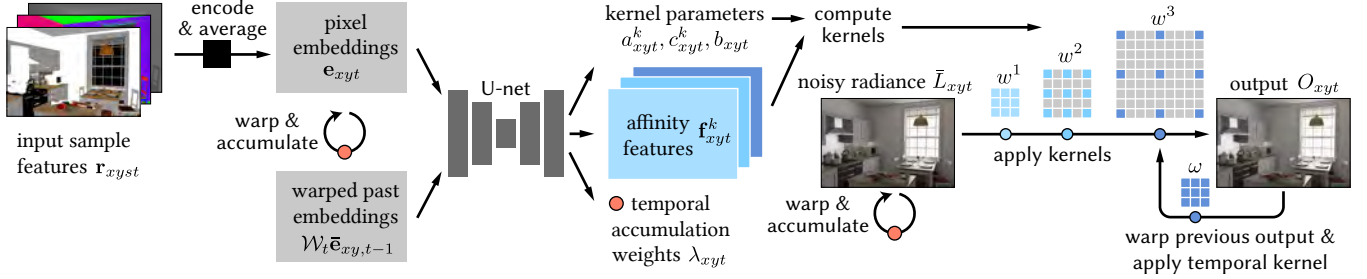 encode
& average
input sample
features r_xyst
pixel
embeddings
e_xyt
warp &
accumulate
warped past
embeddings
𝒲_t ē_xy,t−1
U-net
kernel parameters
a^k_xyt, c^k_xyt, b_xyt
affinity
features f^k_xyt
temporal
accumulation
weights λ_xyt
compute
kernels
noisy radiance L̄_xyt
warp &
accumulate
w^1
w^2
w^3
apply kernels
output O_xyt
ω
warp previous output &
apply temporal kernel